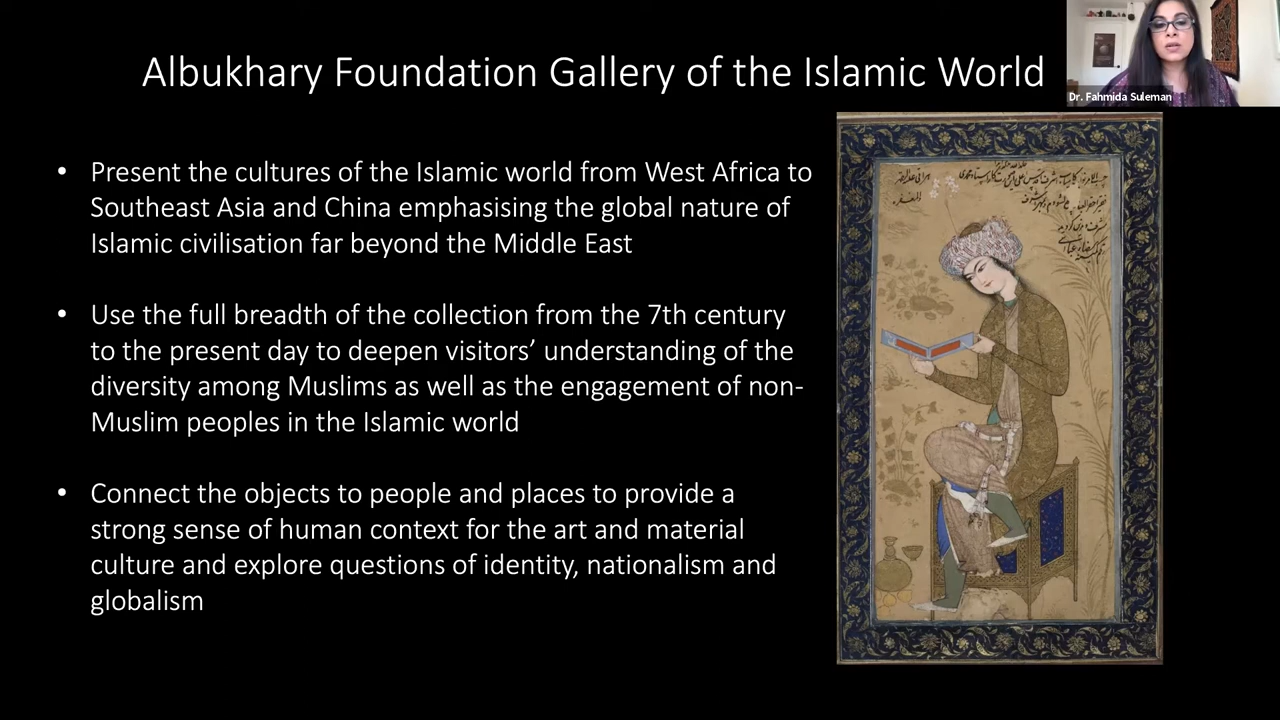 Albukhary Foundation Gallery of the Islamic World
Dr. Fahmida Suleman
• Present the cultures of the Islamic world from West Africa to
Southeast Asia and China emphasising the global nature of
Islamic civilisation far beyond the Middle East
• Use the full breadth of the collection from the 7th century
to the present day to deepen visitors’ understanding of the
diversity among Muslims as well as the engagement of non-
Muslim peoples in the Islamic world
• Connect the objects to people and places to provide a
strong sense of human context for the art and material
culture and explore questions of identity, nationalism and
globalism